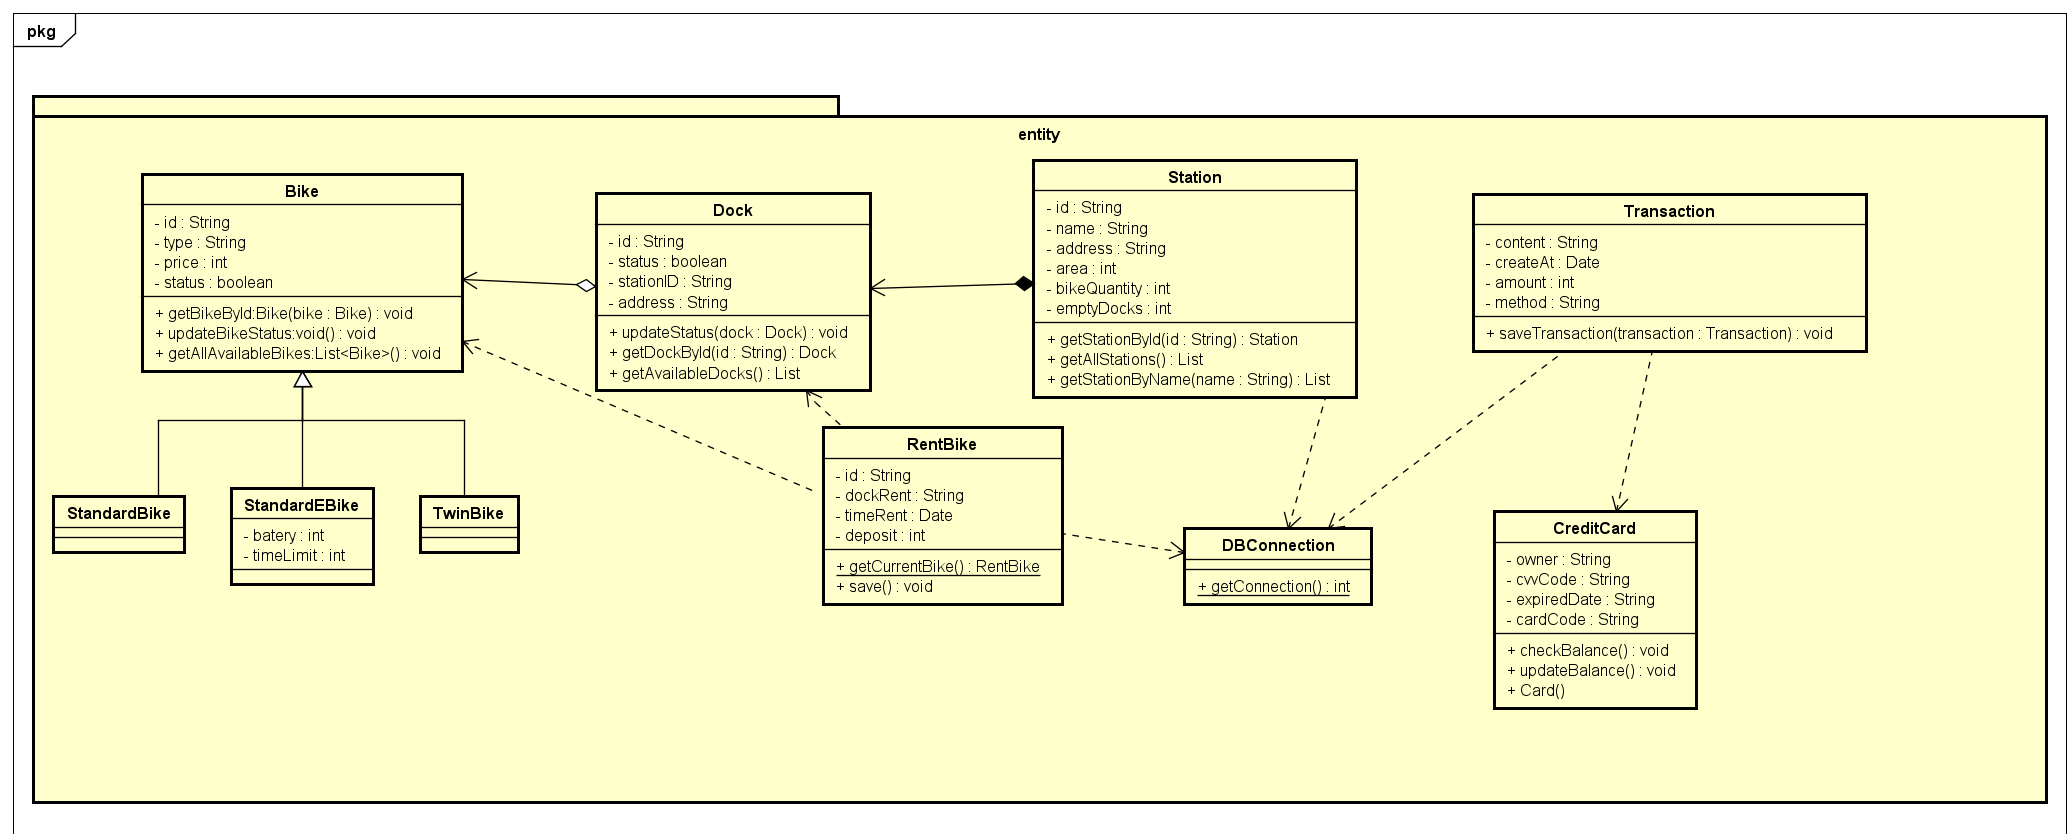 pkg
entity
Bike
- id : String
- type : String
- price : int
- status : boolean
+ getBikeById:Bike(bike : Bike) : void
+ updateBikeStatus:void() : void
+ getAllAvailableBikes:List<Bike>() : void
Dock
- id : String
- status : boolean
- stationID : String
- address : String
+ updateStatus(dock : Dock) : void
+ getDockById(id : String) : Dock
+ getAvailableDocks() : List
Station
- id : String
- name : String
- address : String
- area : int
- bikeQuantity : int
- emptyDocks : int
+ getStationById(id : String) : Station
+ getAllStations() : List
+ getStationByName(name : String) : List
Transaction
- content : String
- createAt : Date
- amount : int
- method : String
+ saveTransaction(transaction : Transaction) : void
StandardBike
StandardEBike
- batery : int
- timeLimit : int
TwinBike
RentBike
- id : String
- dockRent : String
- timeRent : Date
- deposit : int
+ getCurrentBike() : RentBike
+ save() : void
DBConnection
+ getConnection() : int
CreditCard
- owner : String
- cvvCode : String
- expiredDate : String
- cardCode : String
+ checkBalance() : void
+ updateBalance() : void
+ Card()